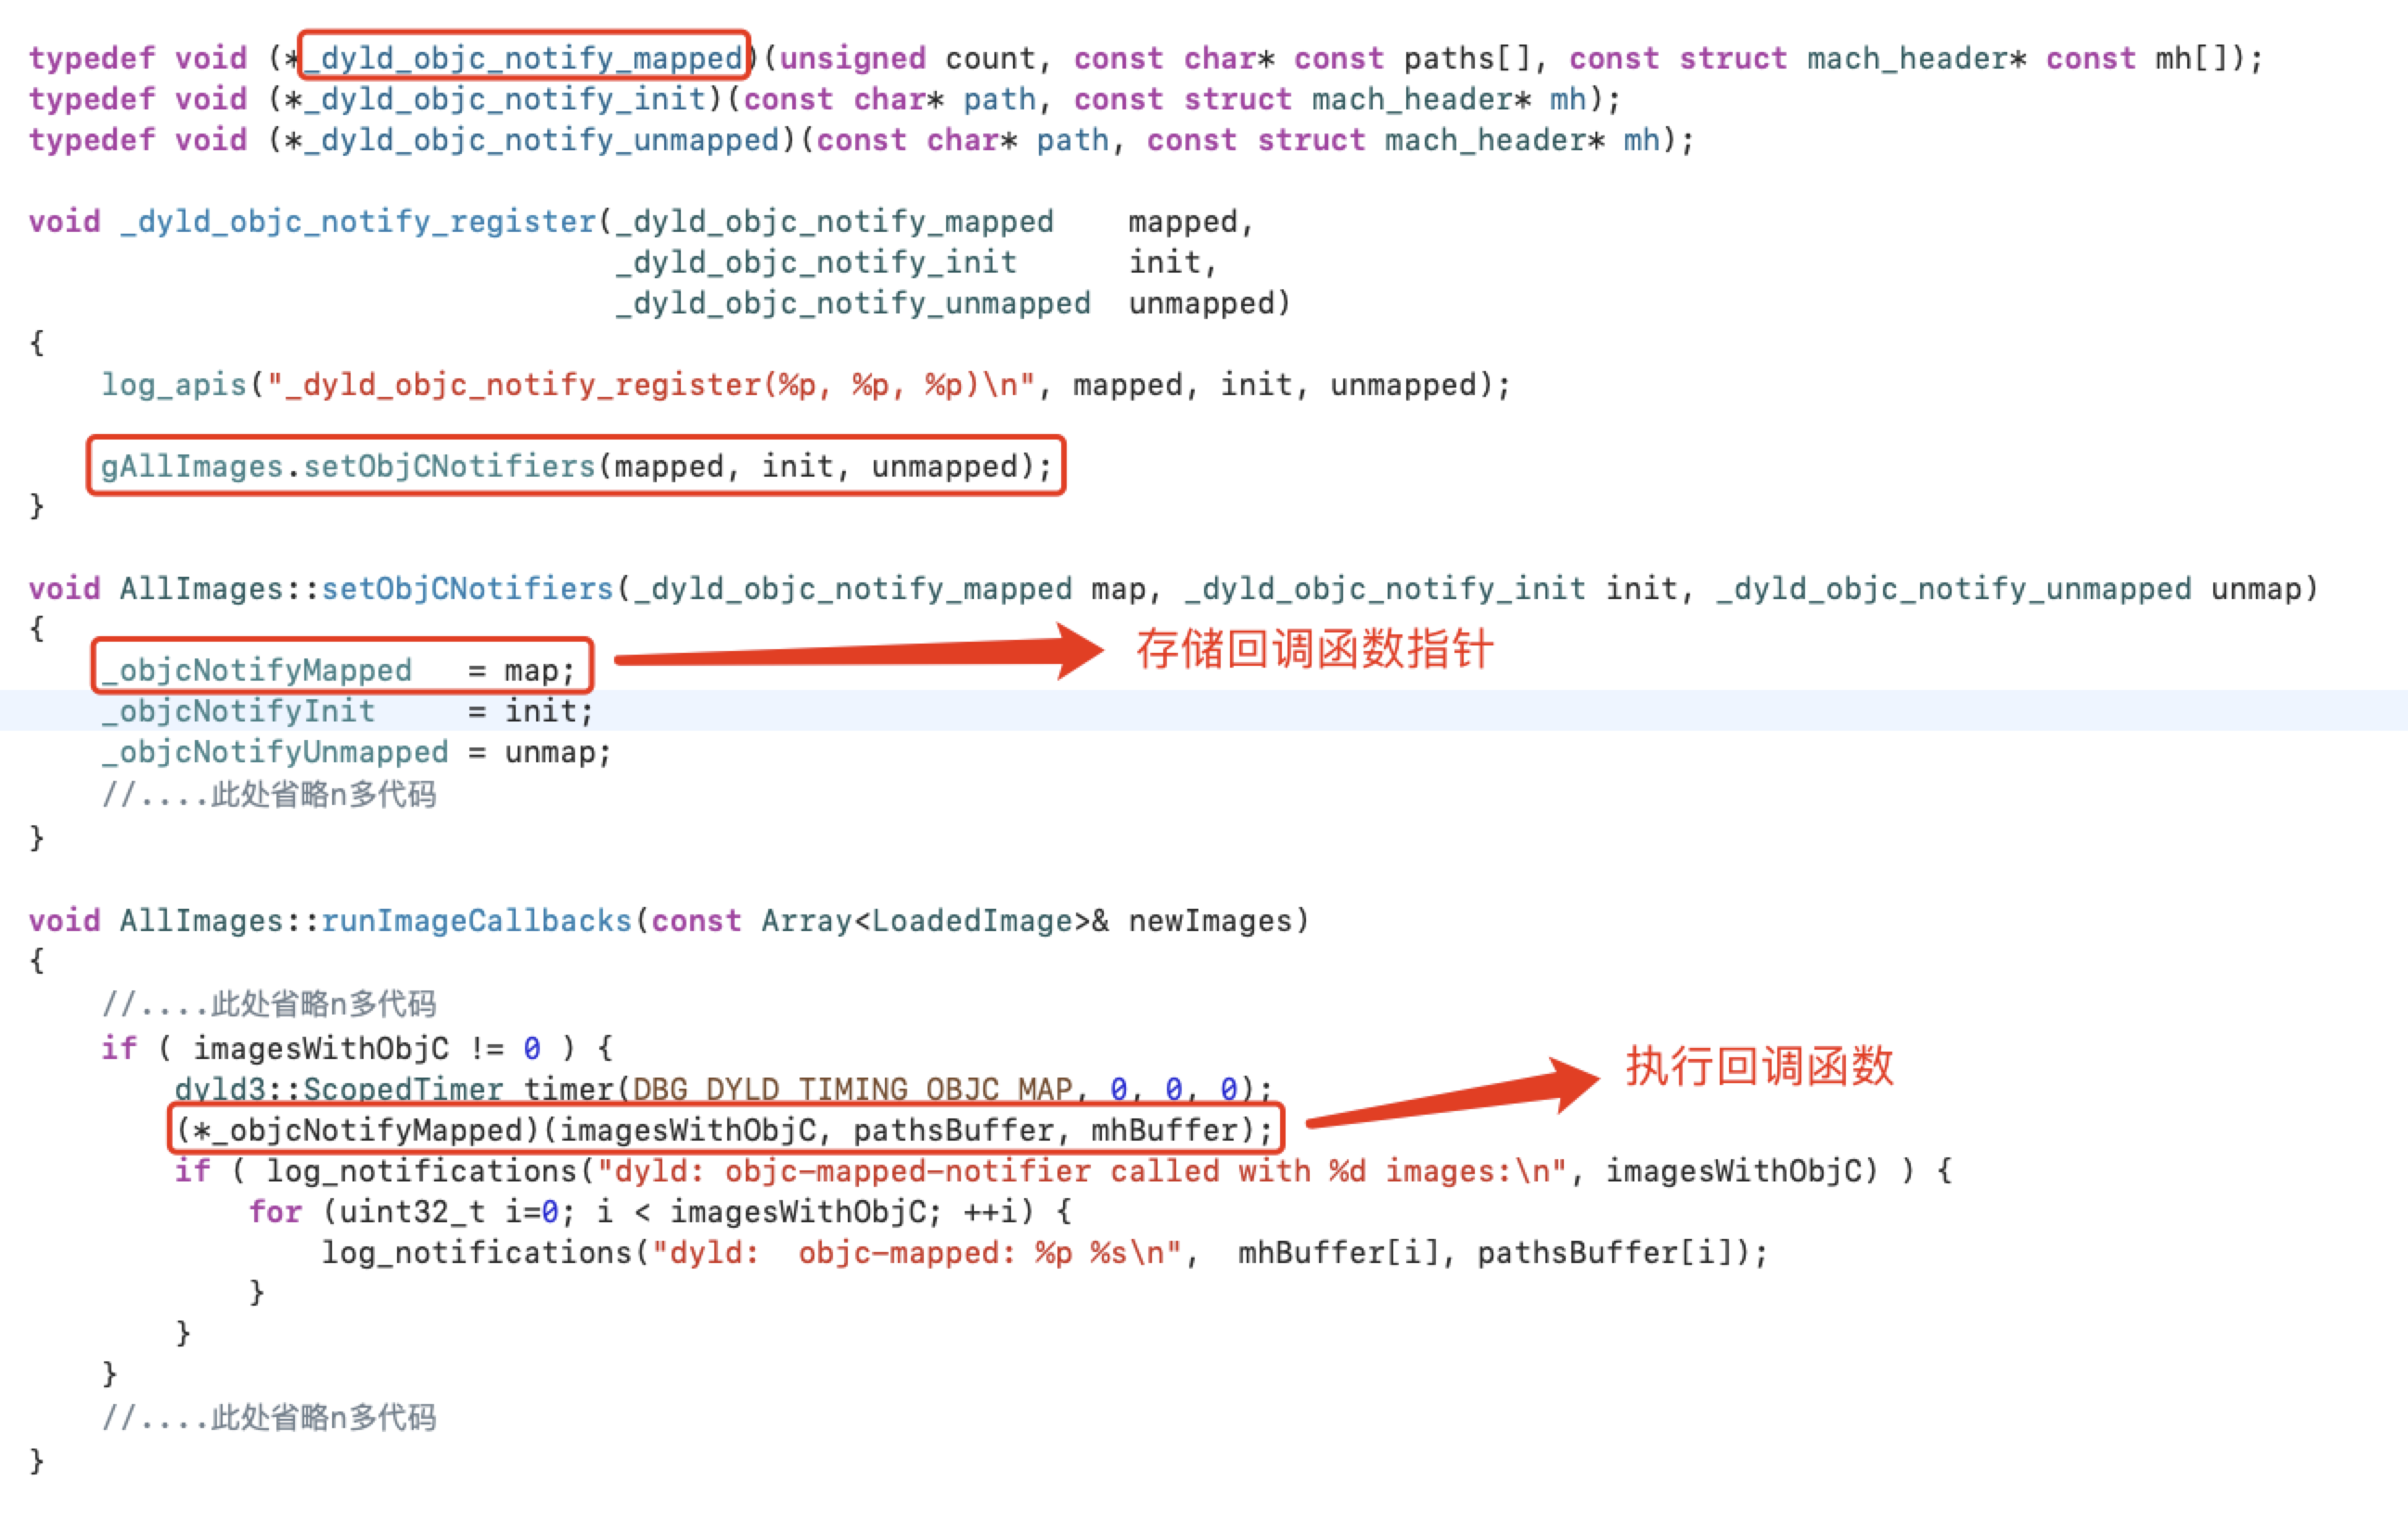 typedef void (*_dyld_objc_notify_mapped)(unsigned count, const char* const paths[], const struct mach_header* const mh[]);
typedef void (*_dyld_objc_notify_init)(const char* path, const struct mach_header* mh);
typedef void (*_dyld_objc_notify_unmapped)(const char* path, const struct mach_header* mh);
void _dyld_objc_notify_register(_dyld_objc_notify_mapped    mapped,
                                _dyld_objc_notify_init      init,
                                _dyld_objc_notify_unmapped  unmapped)
{
    log_apis("_dyld_objc_notify_register(%p, %p, %p)\n", mapped, init, unmapped);
    gAllImages.setObjCNotifiers(mapped, init, unmapped);
}
void AllImages::setObjCNotifiers(_dyld_objc_notify_mapped map, _dyld_objc_notify_init init, _dyld_objc_notify_unmapped unmap)
{
    _objcNotifyMapped   = map;
存储回调函数指针
    _objcNotifyInit     = init;
    _objcNotifyUnmapped = unmap;
    //....此处省略n多代码
}
void AllImages::runImageCallbacks(const Array<LoadedImage>& newImages)
{
    //....此处省略n多代码
    if ( imagesWithObjC != 0 ) {
        dyld3::ScopedTimer timer(DBG_DYLD_TIMING_OBJC_MAP, 0, 0, 0);
        (*_objcNotifyMapped)(imagesWithObjC, pathsBuffer, mhBuffer);
执行回调函数
        if ( log_notifications("dyld: objc-mapped-notifier called with %d images:\n", imagesWithObjC) ) {
            for (uint32_t i=0; i < imagesWithObjC; ++i) {
                log_notifications("dyld:  objc-mapped: %p %s\n",  mhBuffer[i], pathsBuffer[i]);
            }
        }
    }
    //....此处省略n多代码
}